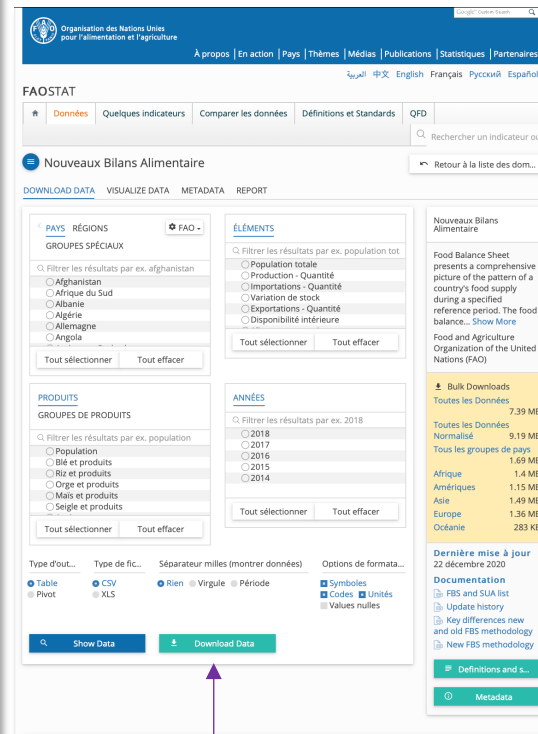 Google Custom Search
Organisation des Nations Unies
pour l'alimentation et l'agriculture
À propos | En action | Pays | Thèmes | Médias | Publications | Statistiques | Partenaires
العربية 中文 English Français Русский Español
FAOSTAT
Données Quelques indicateurs Comparer les données Définitions et Standards QFD
Rechercher un indicateur ou
Nouveaux Bilans Alimentaire
Retour à la liste des dom...
DOWNLOAD DATA VISUALIZE DATA METADATA REPORT
PAYS RÉGIONS FAO
GROUPES SPÉCIAUX
Filtrer les résultats par ex. afghanistan
Afghanistan
Afrique du Sud
Albanie
Algérie
Allemagne
Angola
Tout sélectionner Tout effacer
ÉLÉMENTS
Filtrer les résultats par ex. population tot
Population totale
Production - Quantité
Importations - Quantité
Variation de stock
Exportations - Quantité
Disponibilité intérieure
Tout sélectionner Tout effacer
PRODUITS
GROUPES DE PRODUITS
Filtrer les résultats par ex. population
Population
Blé et produits
Riz et produits
Orge et produits
Maïs et produits
Seigle et produits
Tout sélectionner Tout effacer
ANNÉES
Filtrer les résultats par ex. 2018
2018
2017
2016
2015
2014
Tout sélectionner Tout effacer
Type d'out... Type de fic... Séparateur milles (montrer données) Options de formata...
Table CSV Rien Virgule Période Symboles
Pivot XLS Codes Unités
Values nulles
Show Data Download Data
Nouveaux Bilans
Alimentaire
Food Balance Sheet
presents a comprehensive
picture of the pattern of a
country's food supply
during a specified
reference period. The food
balance... Show More
Food and Agriculture
Organization of the United
Nations (FAO)
Bulk Downloads
Toutes les Données
7.39 MB
Toutes les Données
Normalisé 9.19 MB
Tous les groupes de pays
1.69 MB
Afrique 1.4 MB
Amériques 1.15 MB
Asie 1.49 MB
Europe 1.36 MB
Océanie 283 KB
Dernière mise à jour
22 décembre 2020
Documentation
FBS and SUA list
Update history
Key differences new
and old FBS methodology
New FBS methodology
Definitions and s...
Metadata